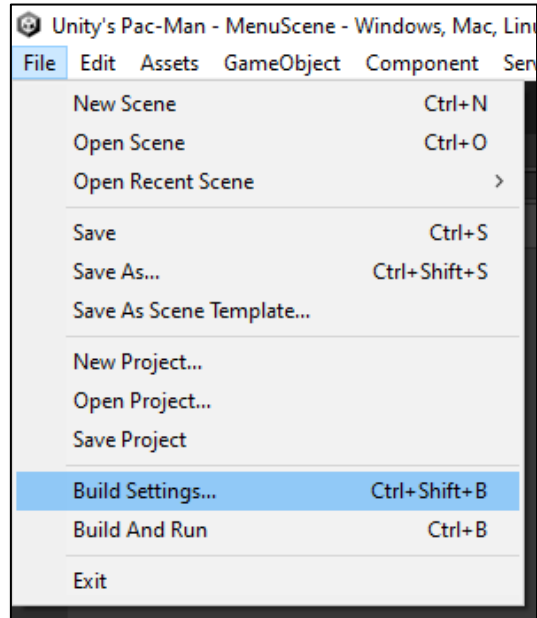 Unity's Pac-Man - MenuScene - Windows, Mac,
File Edit Assets GameObject Component
New Scene Ctrl+N
Open Scene Ctrl+O
Open Recent Scene >
Save Ctrl+S
Save As... Ctrl+Shift+S
Save As Scene Template...
New Project...
Open Project...
Save Project
Build Settings... Ctrl+Shift+B
Build And Run Ctrl+B
Exit